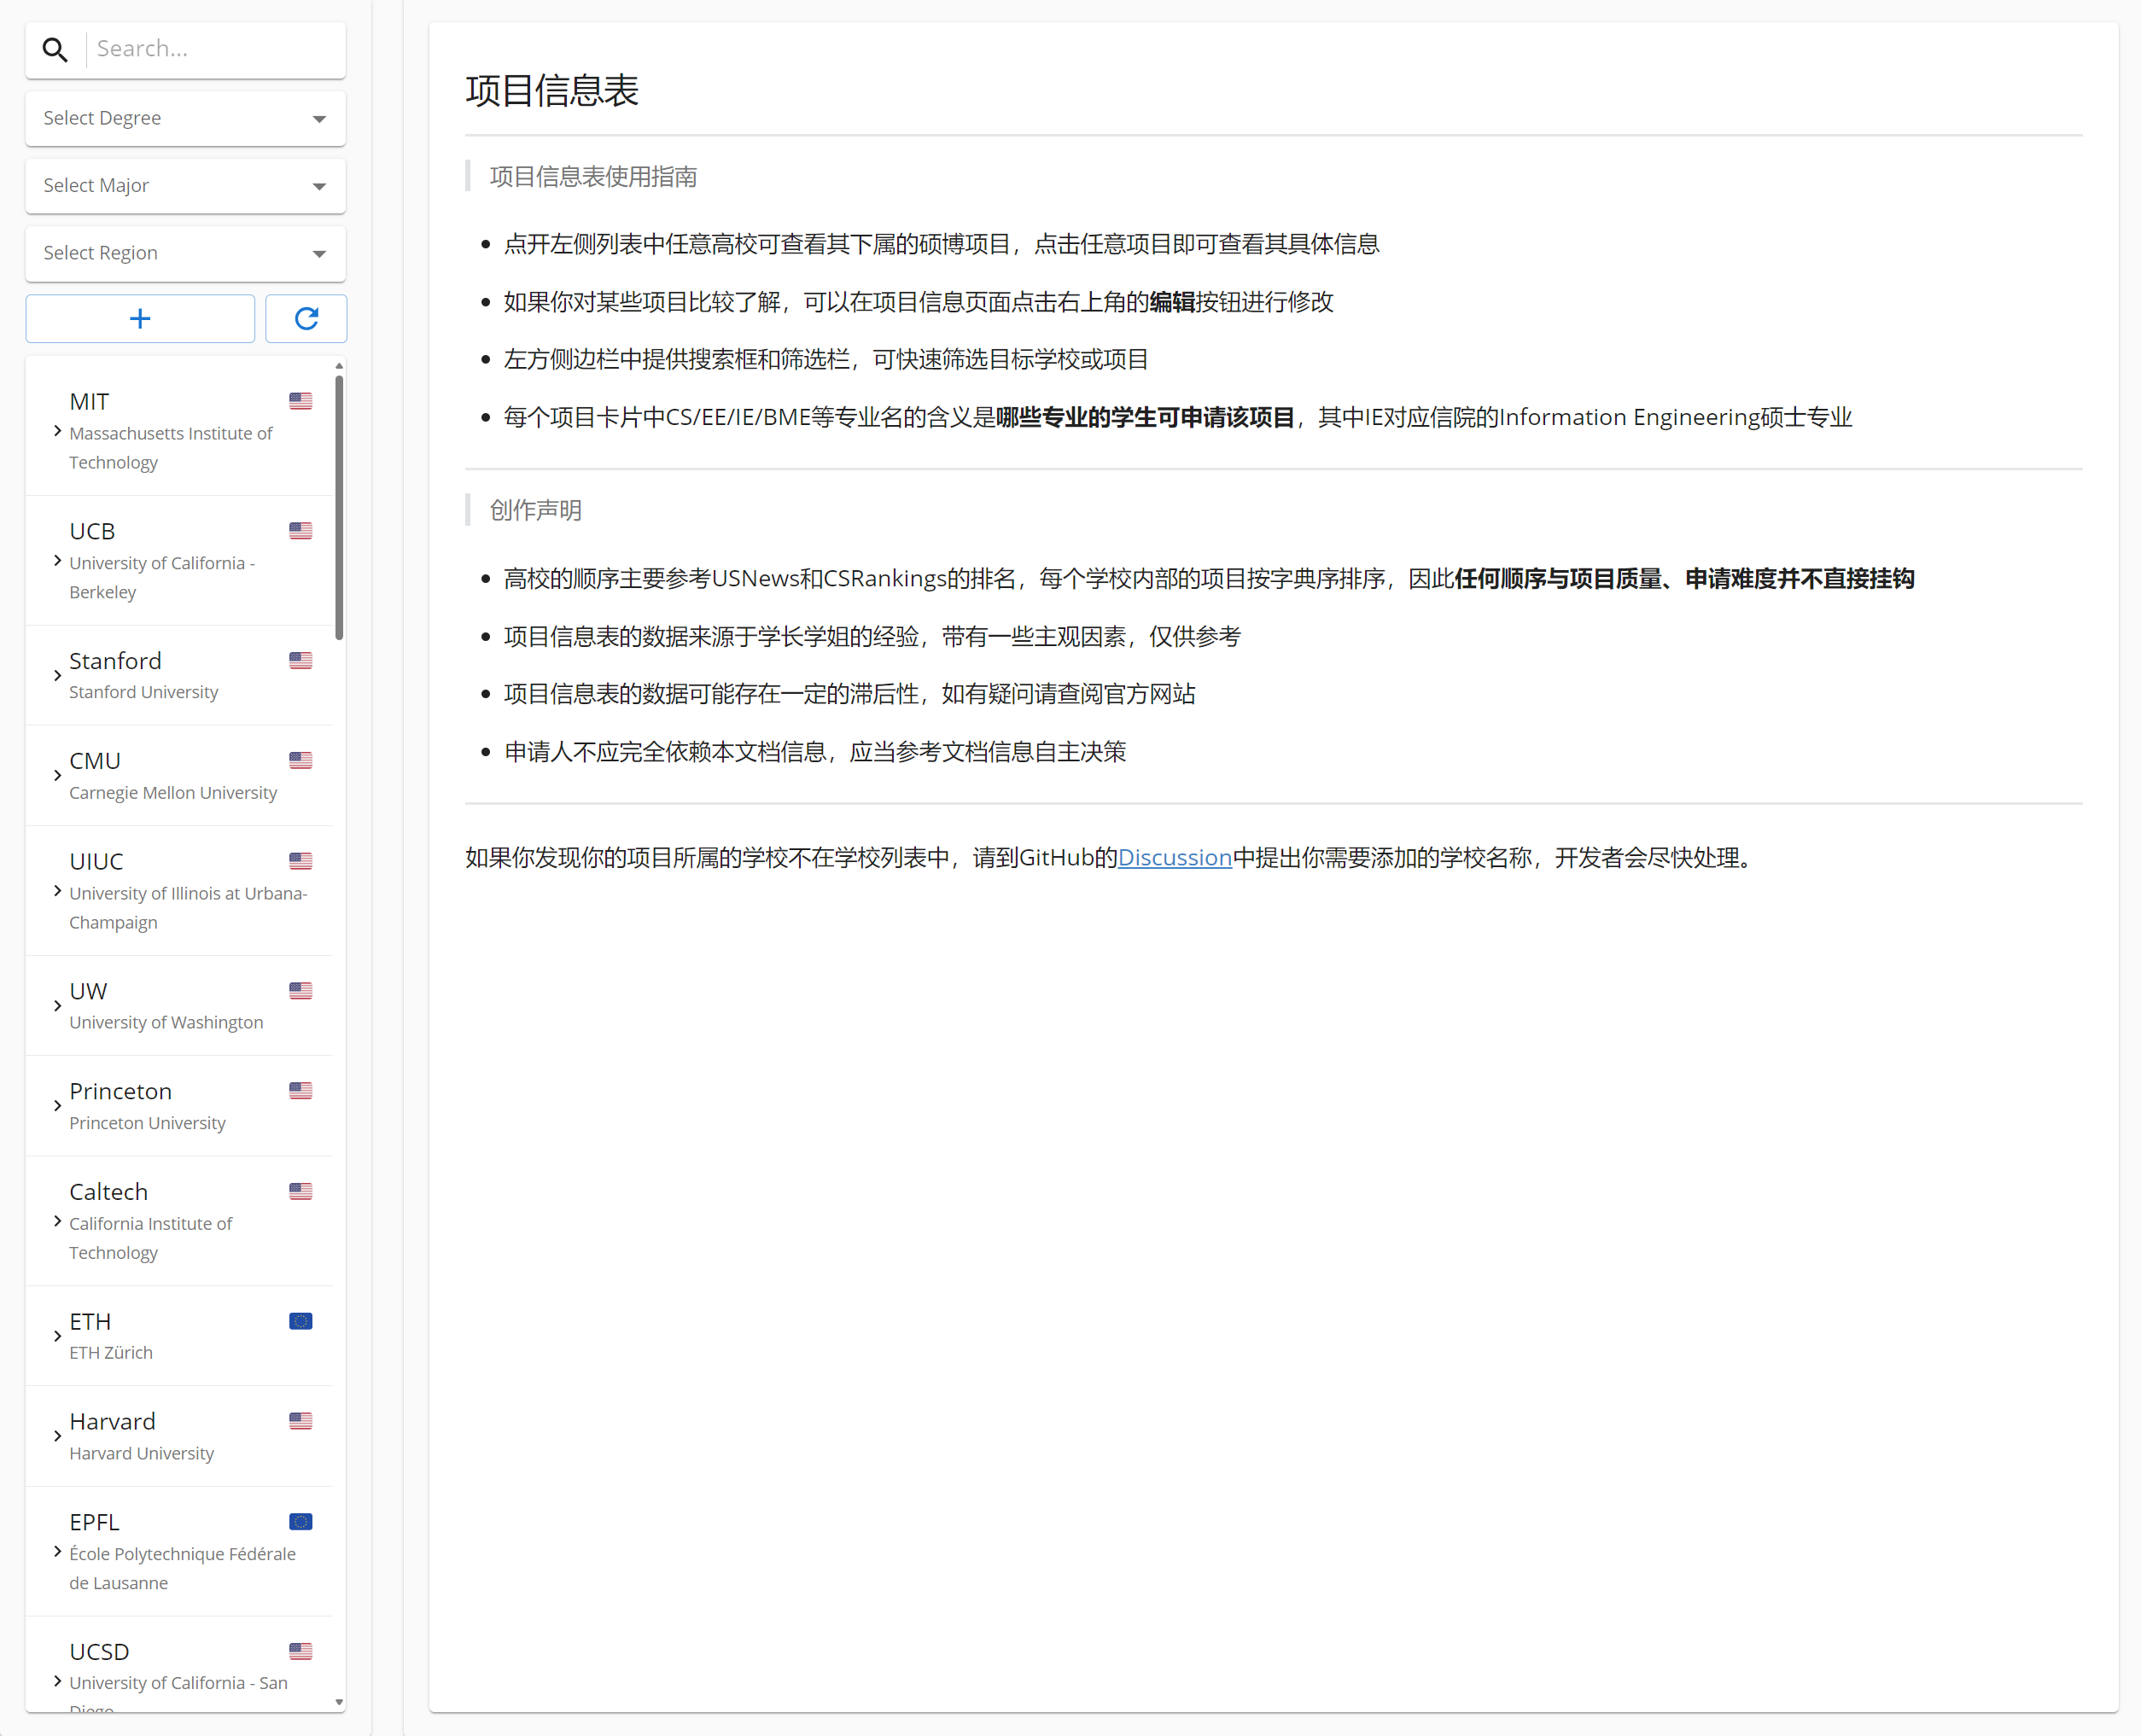 Search...
Select Degree
Select Major
Select Region
MIT
Massachusetts Institute of
Technology
UCB
University of California -
Berkeley
Stanford
Stanford University
CMU
Carnegie Mellon University
UIUC
University of Illinois at Urbana-
Champaign
UW
University of Washington
Princeton
Princeton University
Caltech
California Institute of
Technology
ETH
ETH Zürich
Harvard
Harvard University
EPFL
École Polytechnique Fédérale
de Lausanne
UCSD
University of California - San
Diego
项目信息表
项目信息表使用指南
• 点开左侧列表中任意高校可查看其下属的硕博项目，点击任意项目即可查看其具体信息
• 如果你对某些项目比较了解，可以在项目信息页面点击右上角的编辑按钮进行修改
• 左方侧边栏中提供搜索框和筛选栏，可快速筛选目标学校或项目
• 每个项目卡片中CS/EE/IE/BME等专业名的含义是哪些专业的学生可申请该项目，其中IE对应信院的Information Engineering硕士专业
创作声明
• 高校的顺序主要参考USNews和CSRankings的排名，每个学校内部的项目按字典序排序，因此任何顺序与项目质量、申请难度并不直接挂钩
• 项目信息表的数据来源于学长学姐的经验，带有一些主观因素，仅供参考
• 项目信息表的数据可能存在一定的滞后性，如有疑问请查阅官方网站
• 申请人不应完全依赖本文档信息，应当参考文档信息自主决策
如果你发现你的项目所属的学校不在学校列表中，请到GitHub的Discussion中提出你需要添加的学校名称，开发者会尽快处理。